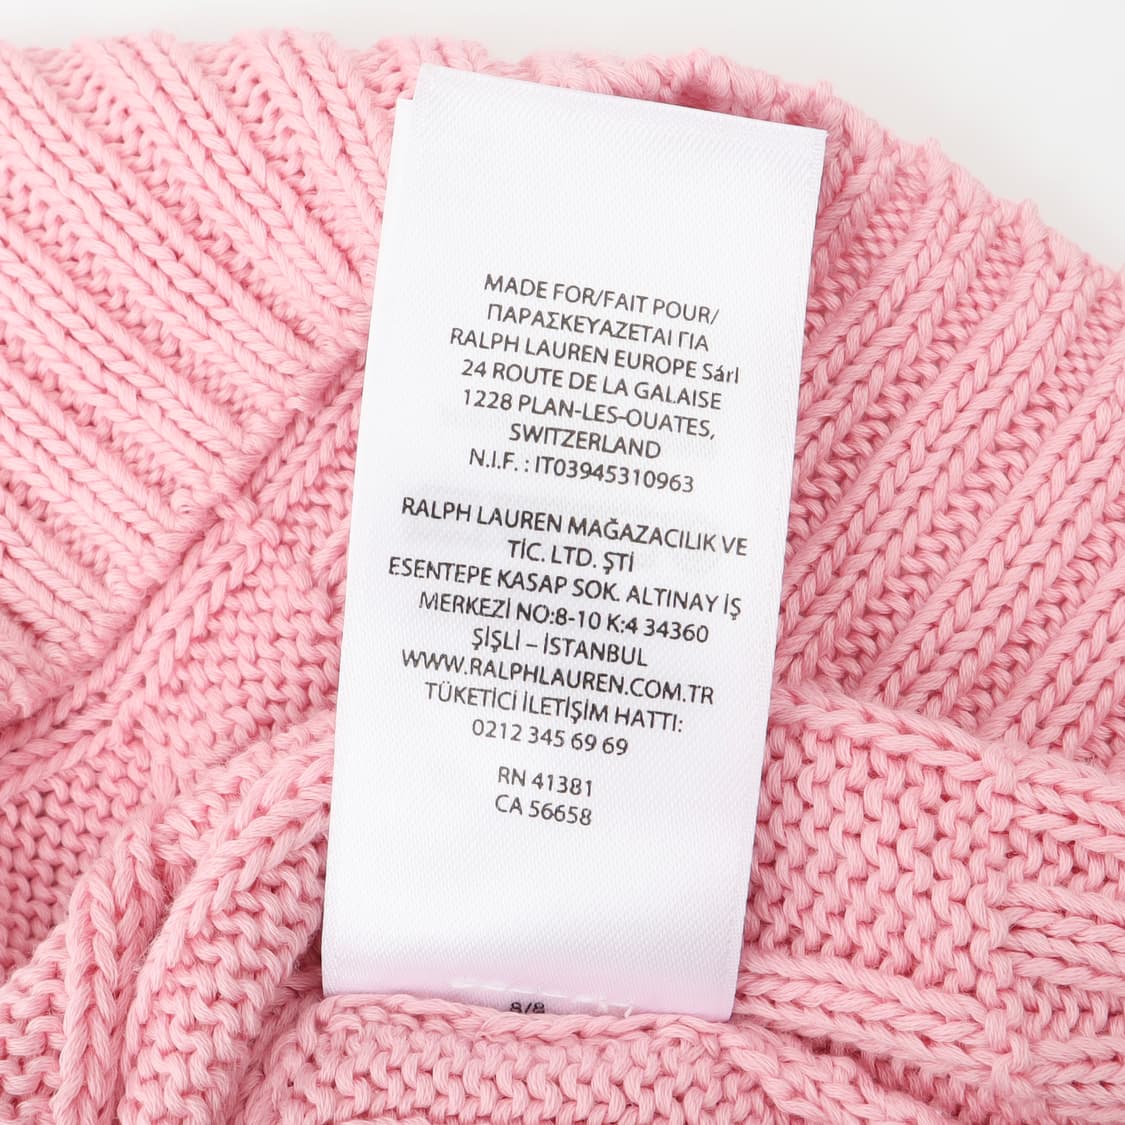 MADE FOR/FAIT POUR/
ΠΑΡΑΣΚΕΥΑΖΕΤΑΙ ΓΙΑ
RALPH LAUREN EUROPE Sárl
24 ROUTE DE LA GALAISE
1228 PLAN-LES-OUATES,
SWITZERLAND
N.I.F. : IT03945310963
RALPH LAUREN MAĞAZACILIK VE
TİC. LTD. ŞTİ
ESENTEPE KASAP SOK. ALTINAY İŞ
MERKEZİ NO:8-10 K:4 34360
ŞİŞLİ – İSTANBUL
WWW.RALPHLAUREN.COM.TR
TÜKETİCİ İLETİŞİM HATTI:
0212 345 69 69
RN 41381
CA 56658
8/8